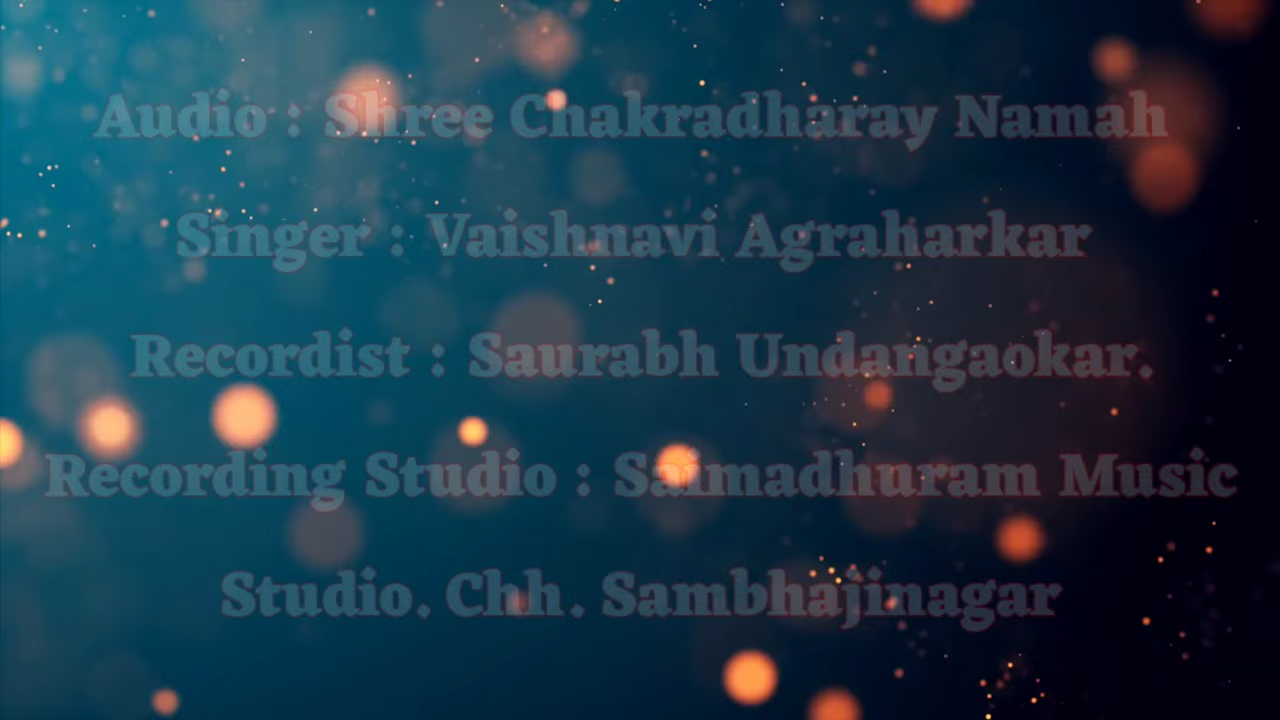 Audio : Shree Chakradharay Namah
Singer : Vaishnavi Agraharkar
Recordist : Saurabh Undangaokar.
Recording Studio : Saimadhuram Music
Studio. Chh. Sambhajinagar